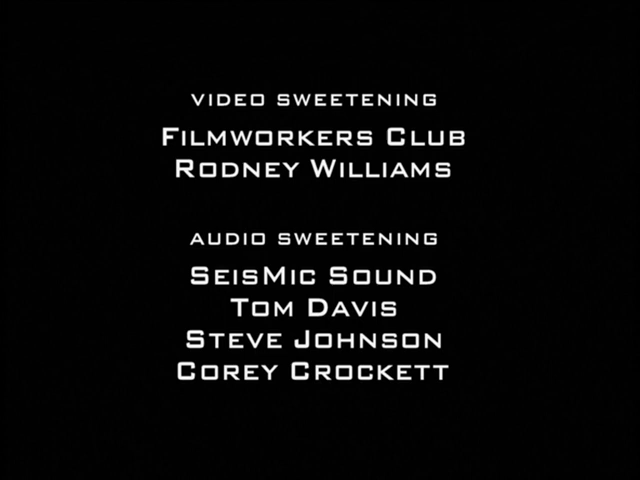 VIDEO SWEETENING
FILMWORKERS CLUB
RODNEY WILLIAMS
AUDIO SWEETENING
SEISMIC SOUND
TOM DAVIS
STEVE JOHNSON
COREY CROCKETT